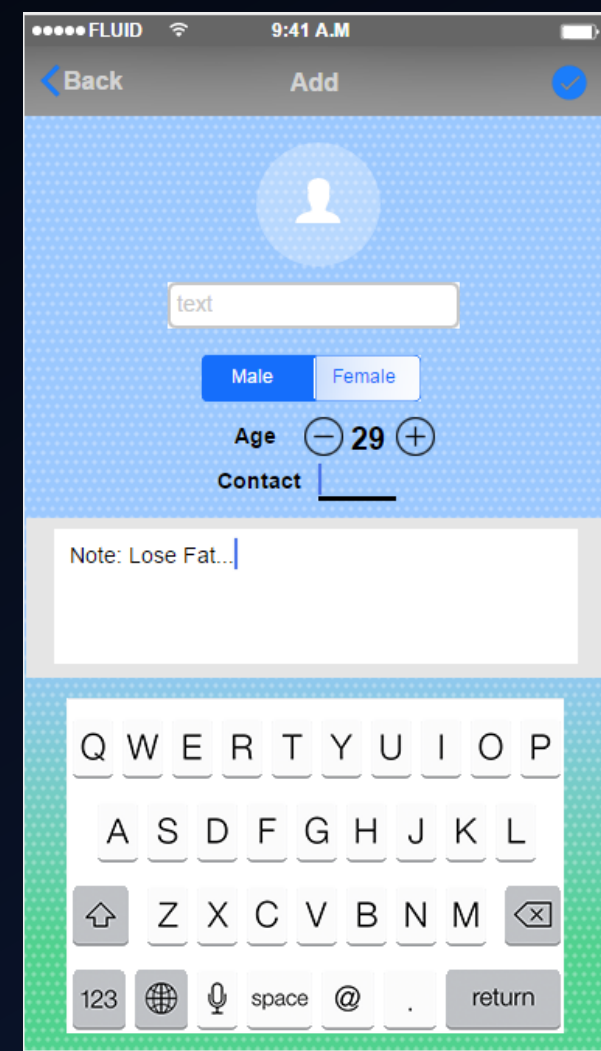 FLUID 9:41 A.M
Back Add
text
Male Female
Age 29
Contact
Note: Lose Fat...
Q W E R T Y U I O P
A S D F G H J K L
Z X C V B N M
123 space @ . return